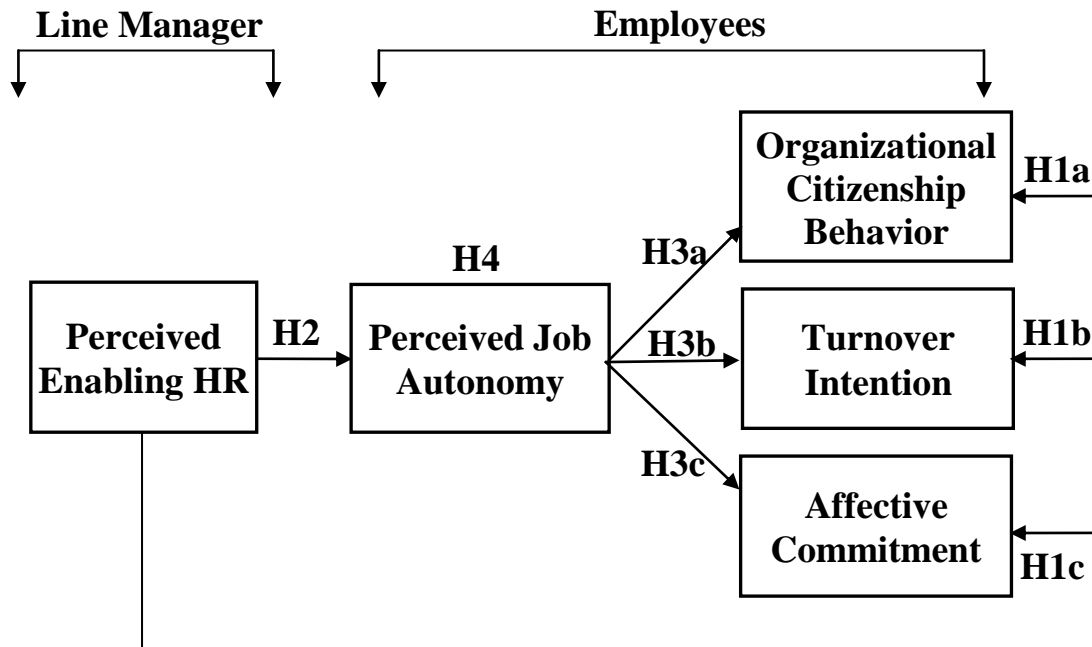 Line Manager
Employees
Organizational
Citizenship
Behavior
H1a
H3a
H4
Perceived
Enabling HR
H2
Perceived Job
Autonomy
H3b
Turnover
Intention
H1b
H3c
Affective
Commitment
H1c